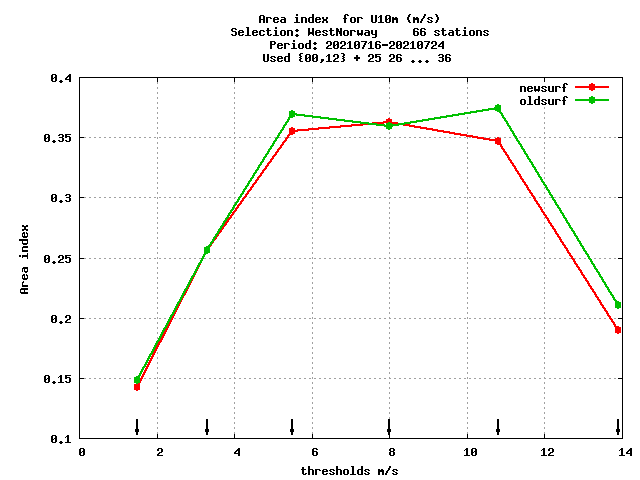 Area index  for U10m (m/s)
Selection: WestNorway     66 stations
Period: 20210716-20210724
Used {00,12} + 25 26 ... 36
newsurf
oldsurf
0.4
0.35
0.3
0.25
0.2
0.15
0.1
Area index
0 2 4 6 8 10 12 14
thresholds m/s